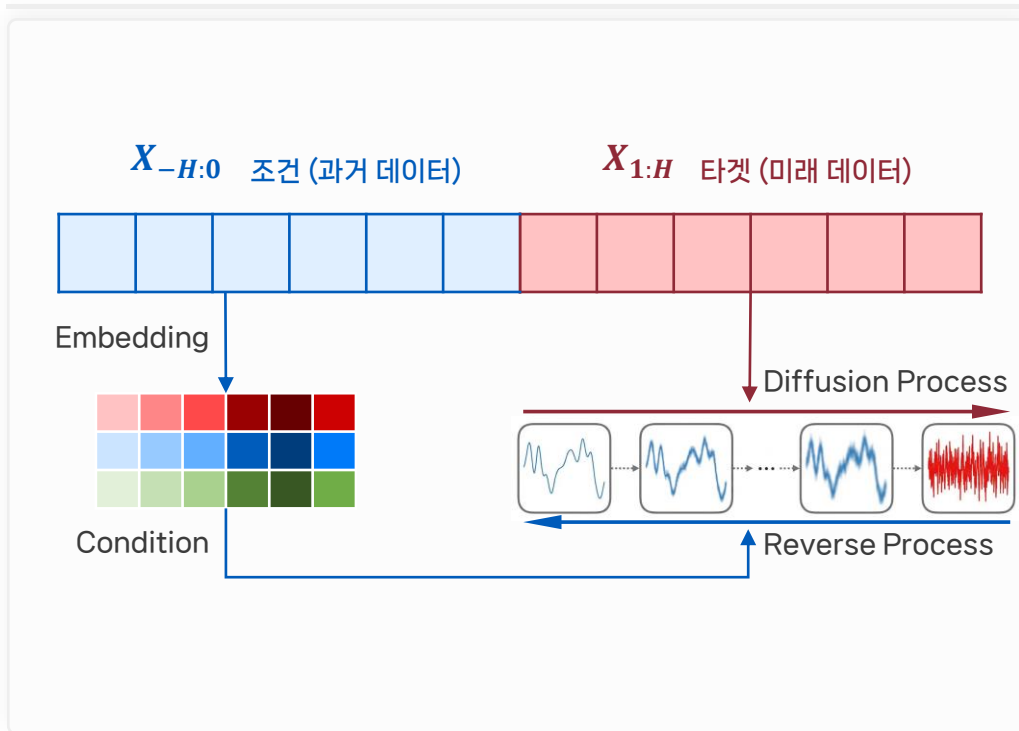 X₋H:0 조건 (과거 데이터)
X₁:H 타겟 (미래 데이터)
Embedding
Diffusion Process
...
Condition
Reverse Process